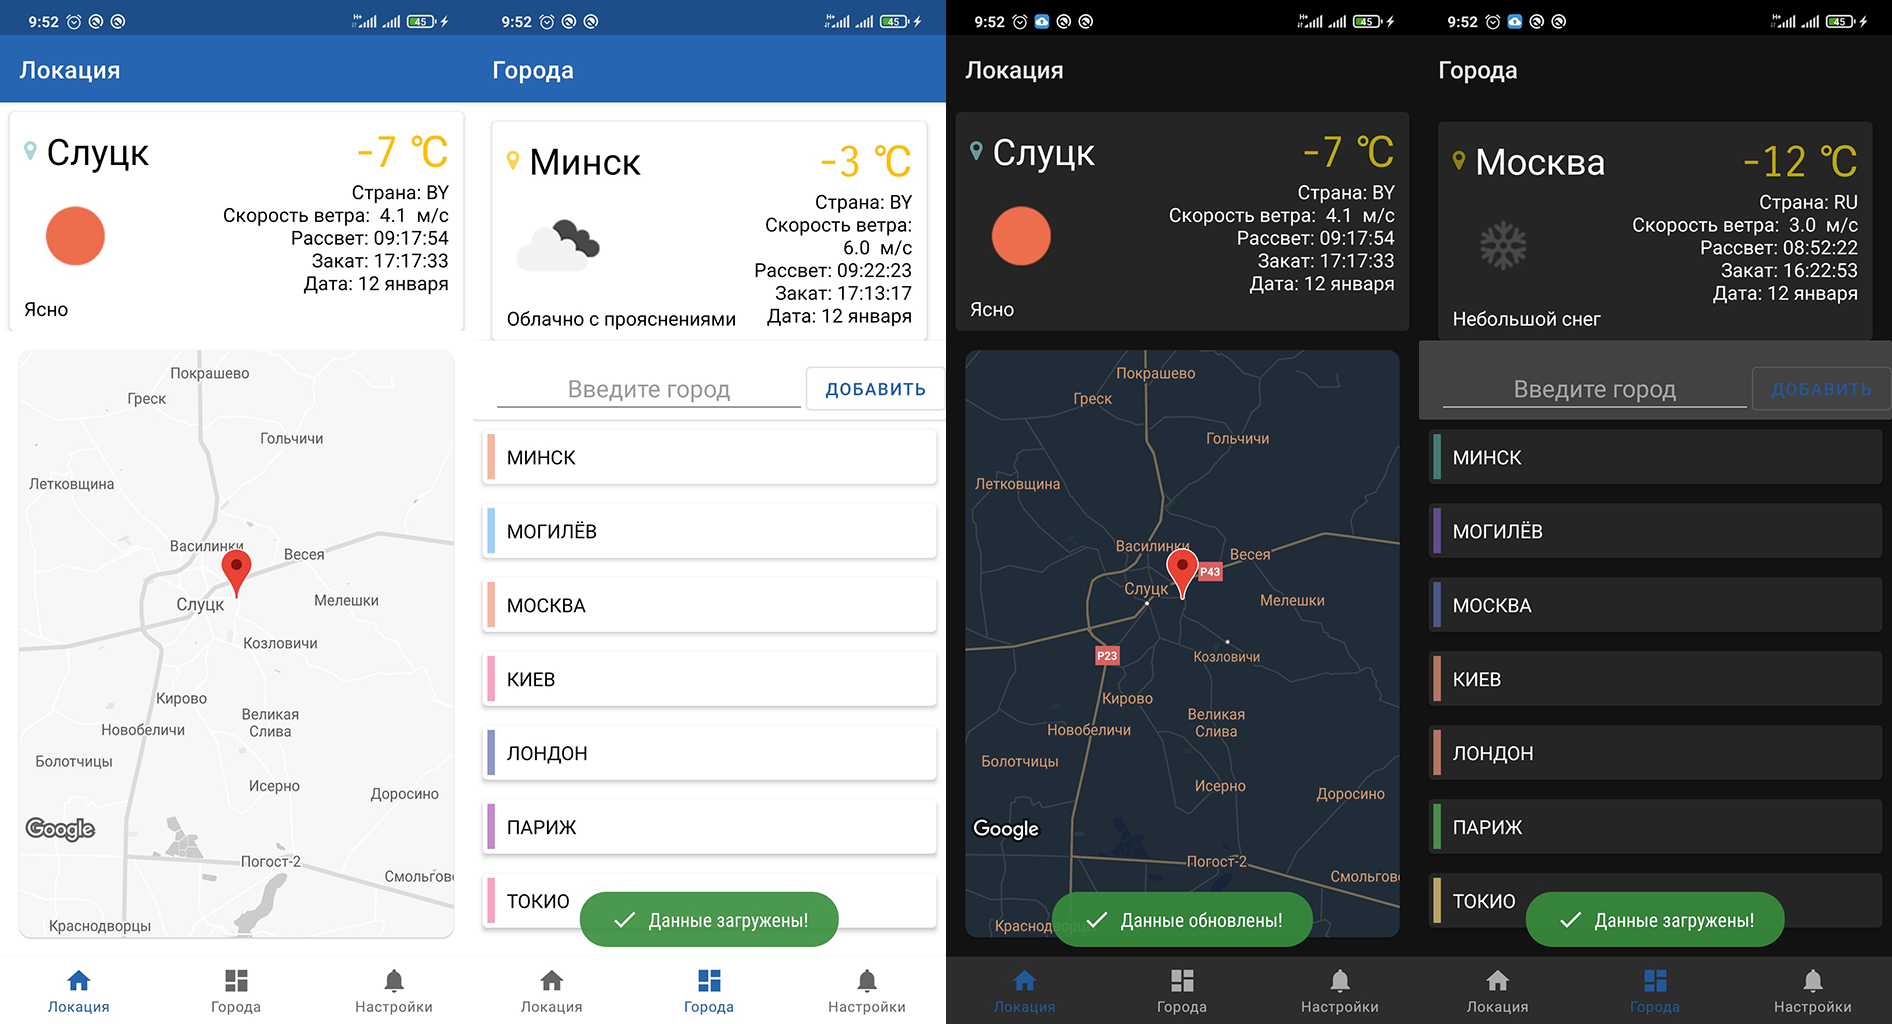 9:52
H+
45
Локация
Слуцк
-7 ℃
Страна: BY
Скорость ветра: 4.1 м/с
Рассвет: 09:17:54
Закат: 17:17:33
Дата: 12 января
Ясно
Покрашево
Греск
Гольчичи
Летковщина
Василинки
Весея
Слуцк
Мелешки
Козловичи
Кирово
Великая
Слива
Новобеличи
Болотчицы
Исерно
Доросино
Google
Погост-2
Смольгов
Краснодворцы
Локация
Города
Настройки
9:52
H+
45
Города
Минск
-3 ℃
Страна: BY
Скорость ветра:
6.0 м/с
Рассвет: 09:22:23
Закат: 17:13:17
Дата: 12 января
Облачно с прояснениями
Введите город
ДОБАВИТЬ
МИНСК
МОГИЛЁВ
МОСКВА
КИЕВ
ЛОНДОН
ПАРИЖ
ТОКИО
Данные загружены!
Локация
Города
Настройки
9:52
H+
45
Локация
Слуцк
-7 ℃
Страна: BY
Скорость ветра: 4.1 м/с
Рассвет: 09:17:54
Закат: 17:17:33
Дата: 12 января
Ясно
Покрашево
Греск
Гольчичи
Летковщина
Василинки
Весея
P43
Слуцк
Мелешки
P23
Козловичи
Кирово
Великая
Слива
Новобеличи
Болотчицы
Исерно
Доросино
Google
Погост-2
Смольгов
Краснодворцы
Данные обновлены!
Локация
Города
Настройки
9:52
H+
45
Города
Москва
-12 ℃
Страна: RU
Скорость ветра: 3.0 м/с
Рассвет: 08:52:22
Закат: 16:22:53
Дата: 12 января
Небольшой снег
Введите город
ДОБАВИТЬ
МИНСК
МОГИЛЁВ
МОСКВА
КИЕВ
ЛОНДОН
ПАРИЖ
ТОКИО
Данные загружены!
Локация
Города
Настройки